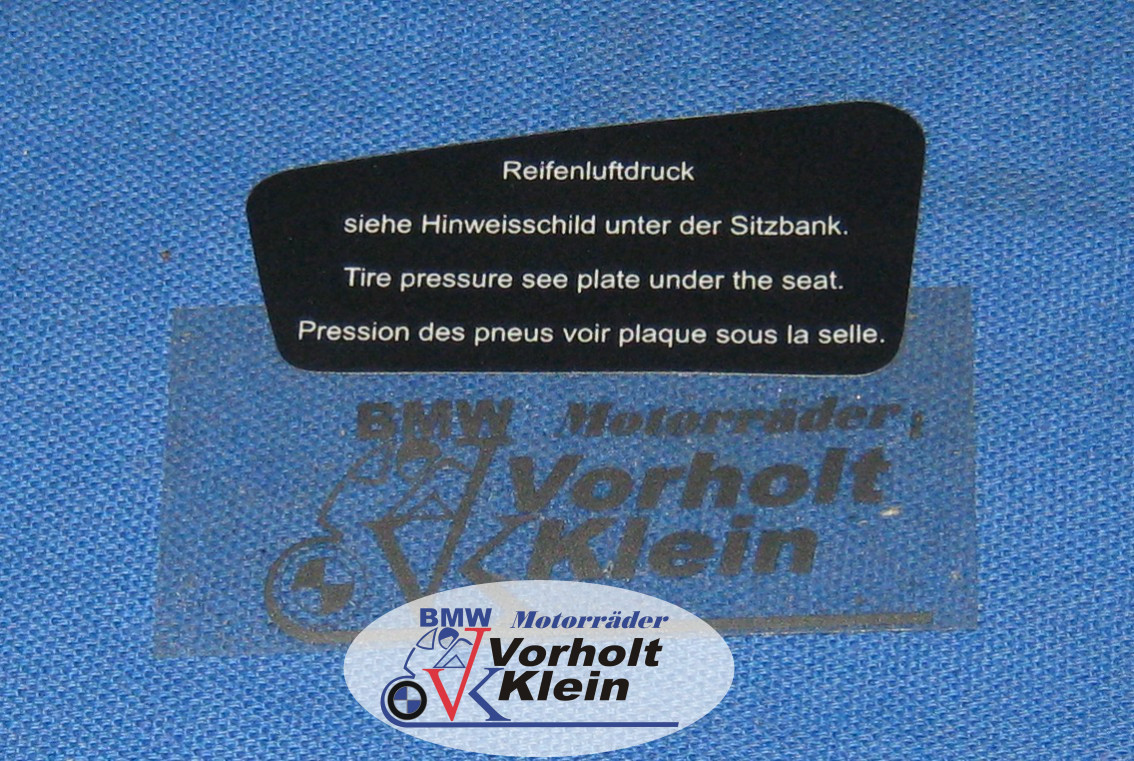 Reifenluftdruck
siehe Hinweisschild unter der Sitzbank.
Tire pressure see plate under the seat.
Pression des pneus voir plaque sous la selle.
BMW Motorräder
Vorholt
Klein
BMW Motorräder
Vorholt
Klein